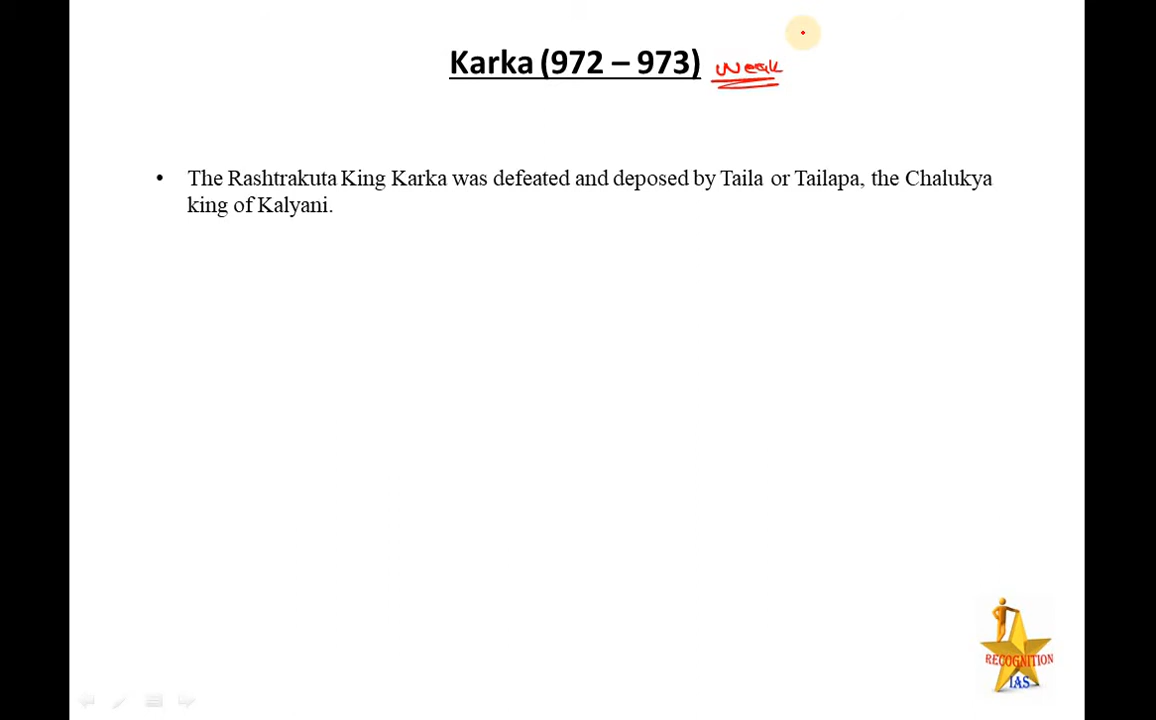 Karka (972 – 973) weak
• The Rashtrakuta King Karka was defeated and deposed by Taila or Tailapa, the Chalukya
king of Kalyani.
RECOGNITION
IAS